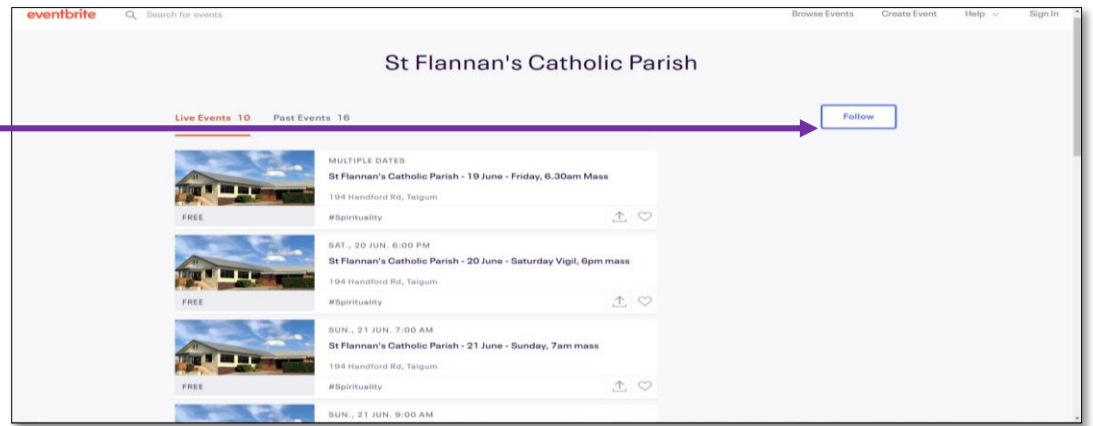 eventbrite Search for events Browse Events Create Event Help Sign In
St Flannan's Catholic Parish
Live Events 10 Past Events 16 Follow
MULTIPLE DATES
St Flannan's Catholic Parish - 19 June - Friday, 6.30am Mass
194 Handford Rd, Taigum
FREE #Spirituality
SAT., 20 JUN. 6:00 PM
St Flannan's Catholic Parish - 20 June - Saturday Vigil, 6pm mass
194 Handford Rd, Taigum
FREE #Spirituality
SUN., 21 JUN. 7:00 AM
St Flannan's Catholic Parish - 21 June - Sunday, 7am mass
194 Handford Rd, Taigum
FREE #Spirituality
SUN., 21 JUN. 9:00 AM